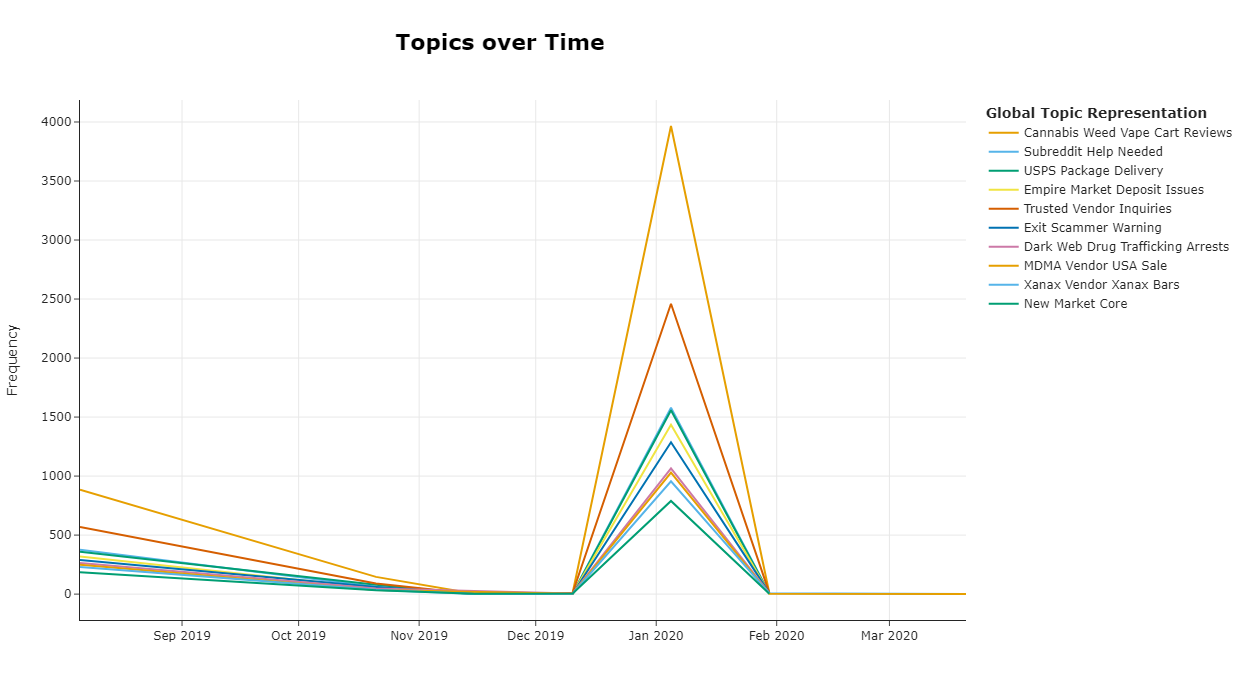 Topics over Time
Global Topic Representation
Cannabis Weed Vape Cart Reviews
Subreddit Help Needed
USPS Package Delivery
Empire Market Deposit Issues
Trusted Vendor Inquiries
Exit Scammer Warning
Dark Web Drug Trafficking Arrests
MDMA Vendor USA Sale
Xanax Vendor Xanax Bars
New Market Core
Frequency
4000
3500
3000
2500
2000
1500
1000
500
0
Sep 2019
Oct 2019
Nov 2019
Dec 2019
Jan 2020
Feb 2020
Mar 2020